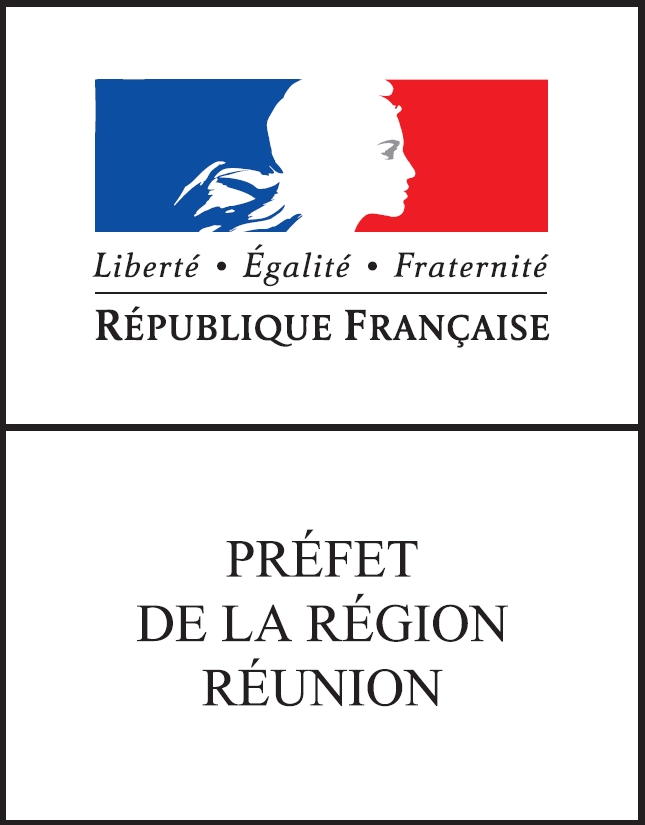 Liberté • Égalité • Fraternité
RÉPUBLIQUE FRANÇAISE
PRÉFET
DE LA RÉGION
RÉUNION